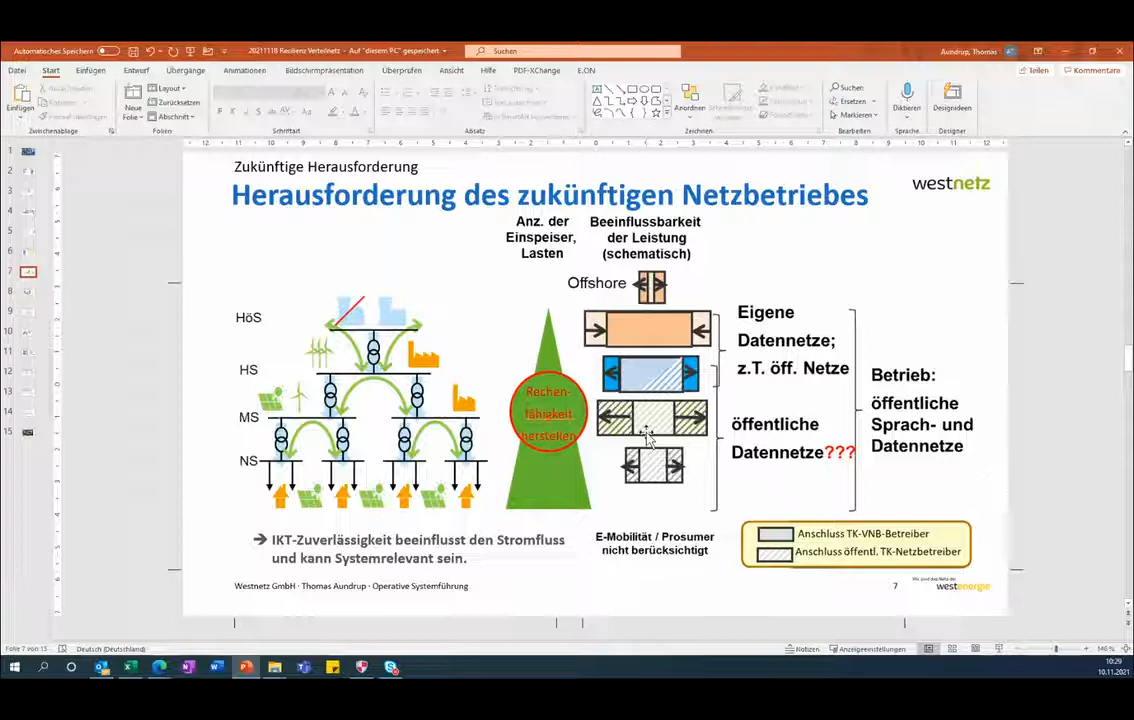 Automatisches Speichern
20211118 Resilienz Verteilnetz - Auf "diesem PC" gespeichert
Suchen
Aundrup, Thomas
Datei Start Einfügen Entwurf Übergänge Animationen Bildschirmpräsentation Überprüfen Ansicht Hilfe PDF-XChange E.ON
Teilen
Kommentare
Einfügen
Neue
Folie
Layout
Zurücksetzen
Abschnitt
Anordnen
Suchen
Ersetzen
Markieren
Diktieren
Designideen
Zwischenablage
Folien
Schriftart
Absatz
Zeichnen
Bearbeiten
Sprache
Designer
Zukünftige Herausforderung
Herausforderung des zukünftigen Netzbetriebes
westnetz
Anz. der
Einspeiser,
Lasten
Beeinflussbarkeit
der Leistung
(schematisch)
Offshore
HöS
HS
MS
NS
Rechen-
fähigkeit
herstellen
Eigene
Datennetze;
z.T. öff. Netze
öffentliche
Datennetze???
Betrieb:
öffentliche
Sprach- und
Datennetze
➔ IKT-Zuverlässigkeit beeinflusst den Stromfluss
und kann Systemrelevant sein.
E-Mobilität / Prosumer
nicht berücksichtigt
Anschluss TK-VNB-Betreiber
Anschluss öffentl. TK-Netzbetreiber
Westnetz GmbH · Thomas Aundrup · Operative Systemführung
7
westenergie
Folie 7 von 15
Deutsch (Deutschland)
Notizen
Anzeigeeinstellungen
146 %
10:29
10.11.2021